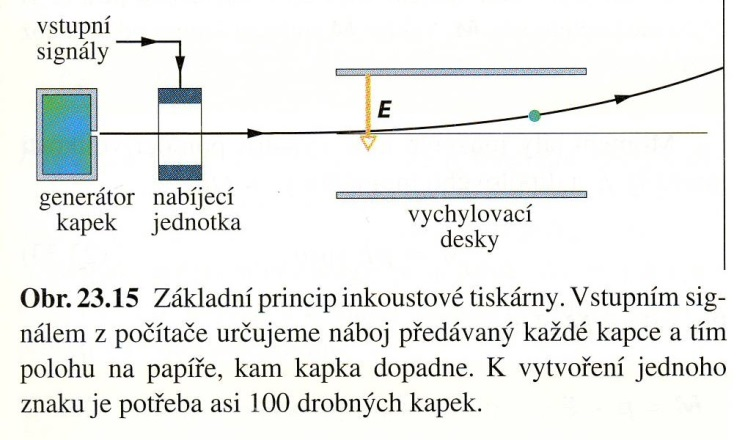 vstupní
signály
E
generátor
kapek
nabíjecí
jednotka
vychylovací
desky
Obr. 23.15 Základní princip inkoustové tiskárny. Vstupním sig-
nálem z počítače určujeme náboj předávaný každé kapce a tím
polohu na papíře, kam kapka dopadne. K vytvoření jednoho
znaku je potřeba asi 100 drobných kapek.